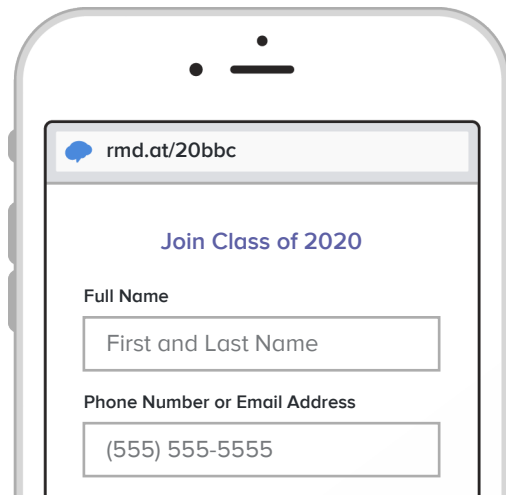 rmd.at/20bbc
Join Class of 2020
Full Name
First and Last Name
Phone Number or Email Address
(555) 555-5555